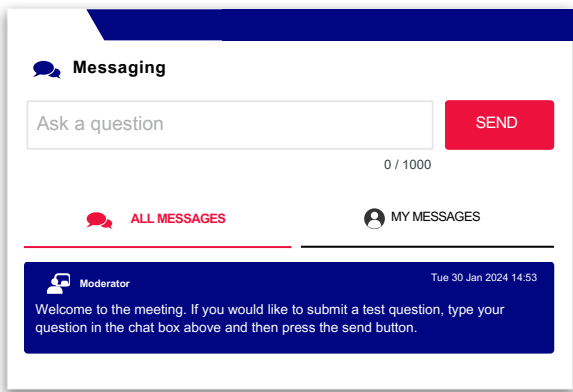 Messaging
Ask a question
SEND
0 / 1000
ALL MESSAGES
MY MESSAGES
Moderator
Tue 30 Jan 2024 14:53
Welcome to the meeting. If you would like to submit a test question, type your
question in the chat box above and then press the send button.